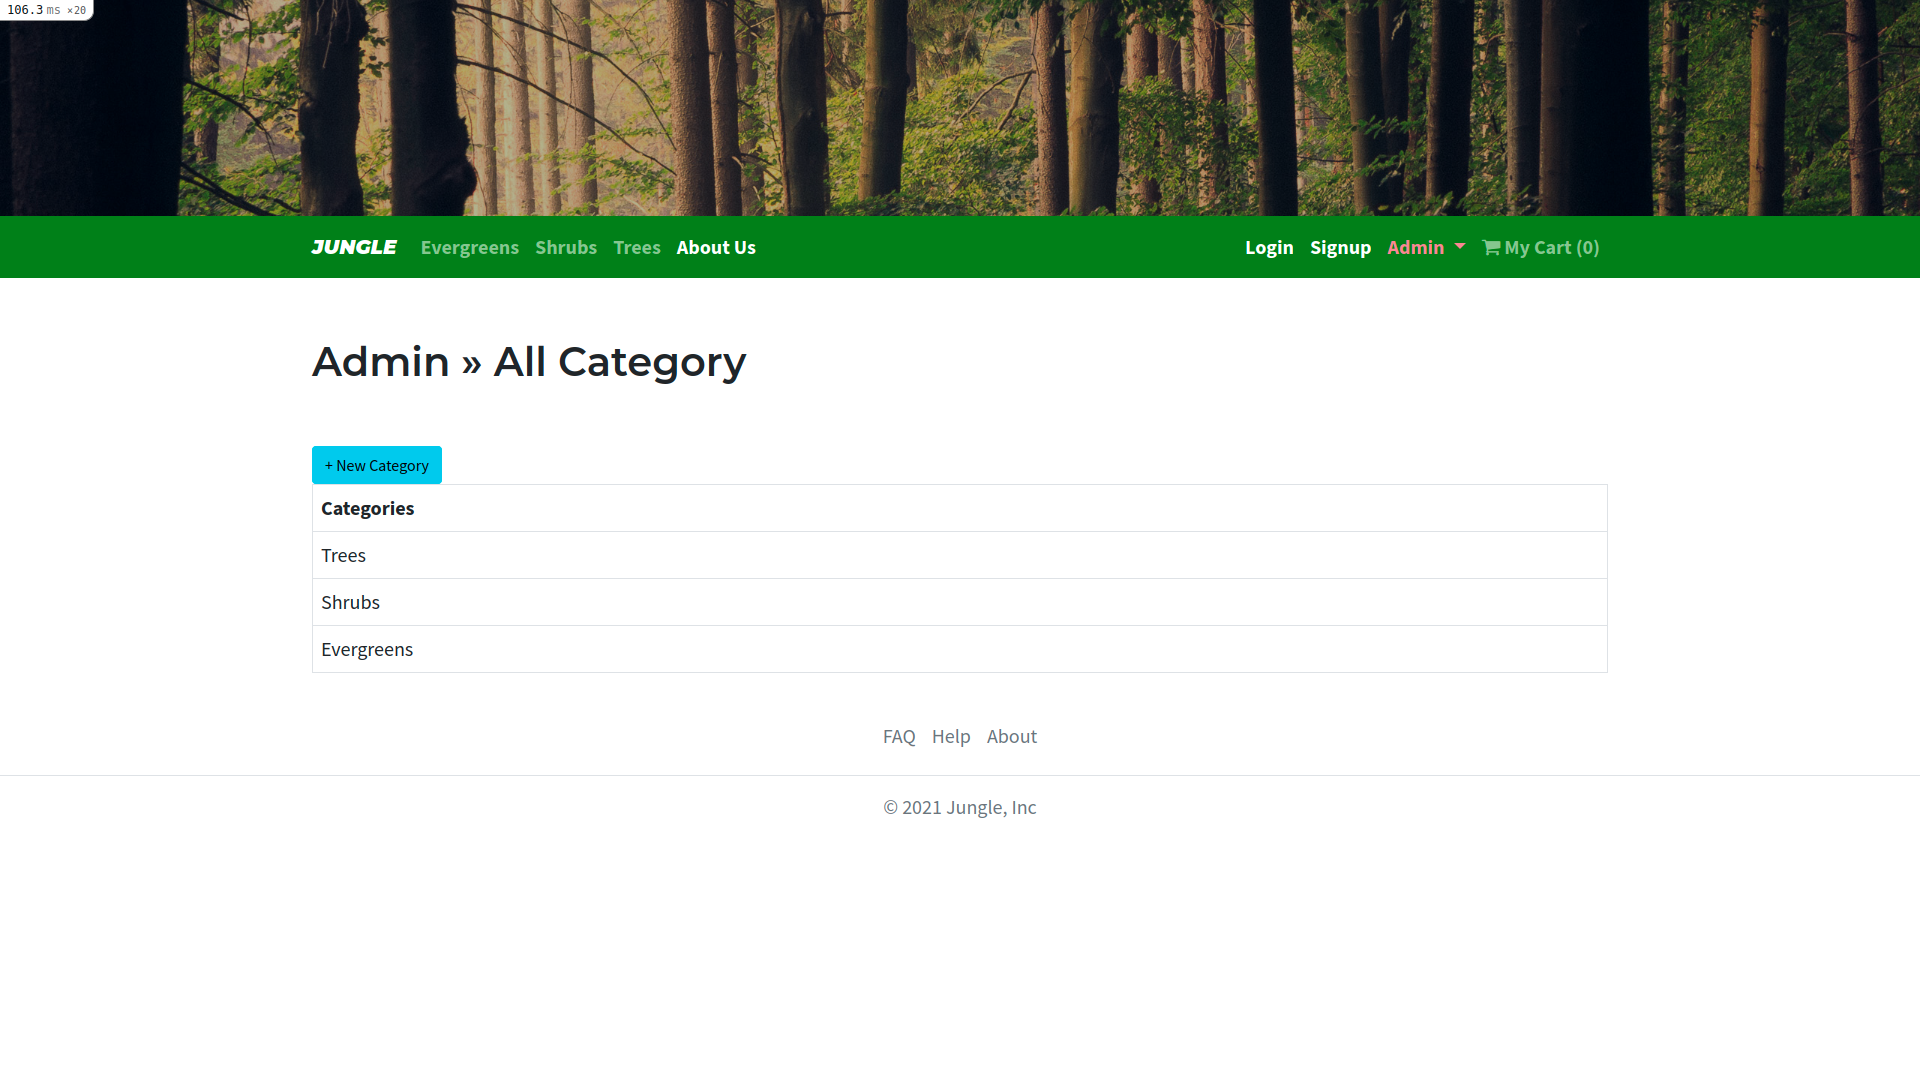 106.3 ms ×20
JUNGLE Evergreens Shrubs Trees About Us Login Signup Admin My Cart (0)
Admin » All Category
+ New Category
Categories
Trees
Shrubs
Evergreens
FAQ Help About
© 2021 Jungle, Inc